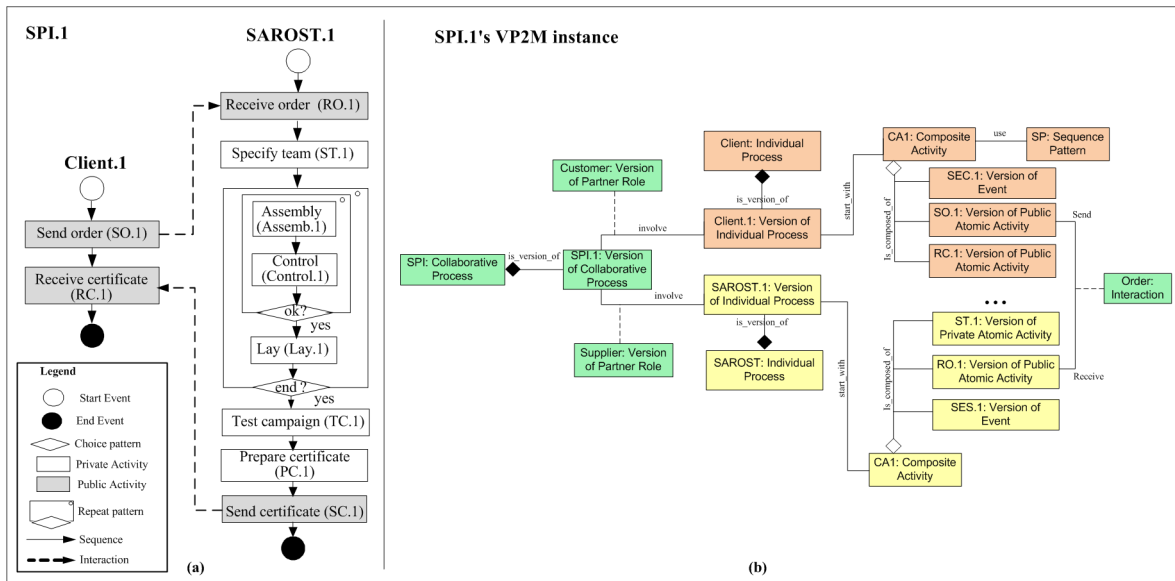 SPI.1
SAROST.1
Receive order (RO.1)
Specify team (ST.1)
Client.1
Assembly
(Assemb.1)
Send order (SO.1)
Control
(Control.1)
Receive certificate
(RC.1)
ok?
yes
Lay (Lay.1)
end ?
yes
Test campaign (TC.1)
Prepare certificate
(PC.1)
Send certificate (SC.1)
Legend
Start Event
End Event
Choice pattern
Private Activity
Public Activity
Repeat pattern
Sequence
Interaction
(a)
SPI.1's VP2M instance
Customer: Version
of Partner Role
Client: Individual
Process
is_version_of
Client.1: Version of
Individual Process
involve
SPI: Collaborative
Process
is_version_of
SPI.1: Version
of Collaborative
Process
involve
SAROST.1: Version
of Individual Process
is_version_of
SAROST: Individual
Process
Supplier: Version
of Partner Role
start_with
start_with
CA1: Composite
Activity
use
SP: Sequence
Pattern
Is_composed_of
SEC.1: Version of
Event
SO.1: Version of Public
Atomic Activity
Send
RC.1: Version of Public
Atomic Activity
Order:
Interaction
...
ST.1: Version of
Private Atomic Activity
Is_composed_of
RO.1: Version of Public
Atomic Activity
Receive
SES.1: Version of
Event
CA1: Composite
Activity
(b)